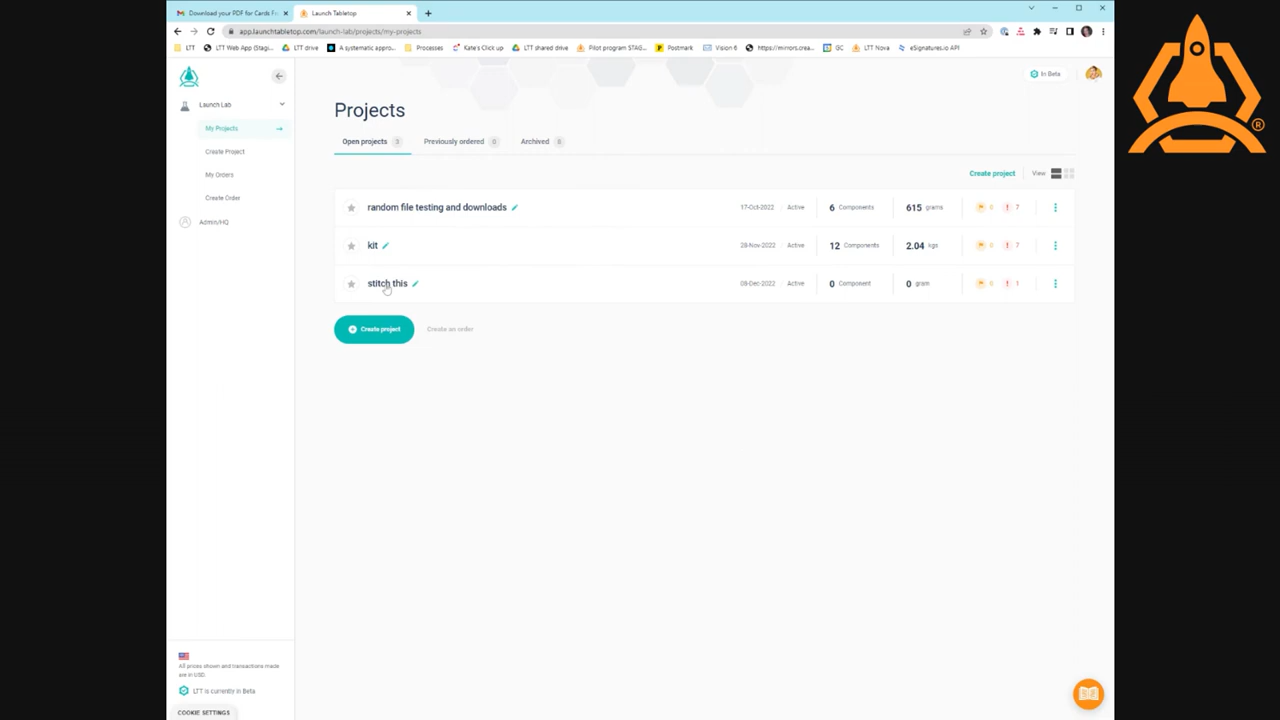 Download your PDF for Cards F
Launch Tabletop
app.launchtabletop.com/launch-lab/projects/my-projects
LTT
LTT Web App (Stagi...
LTT drive
A systematic appro...
Processes
Kate's Click up
LTT shared drive
Pilot program STAG...
Postmark
Vision 6
https://mirrors.crea...
GC
LTT Nova
eSignatures.io API
In Beta
Launch Lab
My Projects
Create Project
My Orders
Create Order
Admin/HQ
Projects
Open projects 3
Previously ordered 0
Archived 8
Create project
View
random file testing and downloads
17-Oct-2022 / Active
6 Components
615 grams
0
7
kit
28-Nov-2022 / Active
12 Components
2.04 kgs
0
7
stitch this
09-Dec-2022 / Active
0 Component
0 gram
0
1
Create project
Create an order
All prices shown and transactions made
are in USD.
LTT is currently in Beta
COOKIE SETTINGS
®